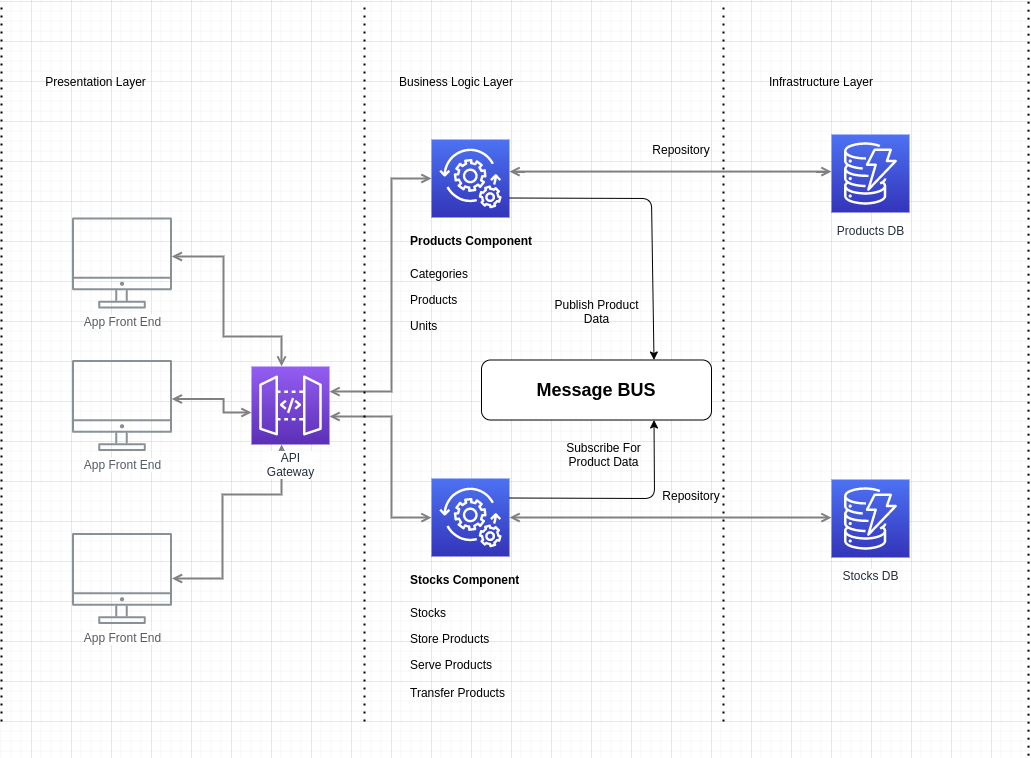 Presentation Layer
Business Logic Layer
Infrastructure Layer
Repository
Products DB
Products Component
Categories
Products
Units
App Front End
Publish Product
Data
Message BUS
</>
API
Gateway
App Front End
Subscribe For
Product Data
Repository
Stocks DB
Stocks Component
Stocks
Store Products
Serve Products
Transfer Products
App Front End